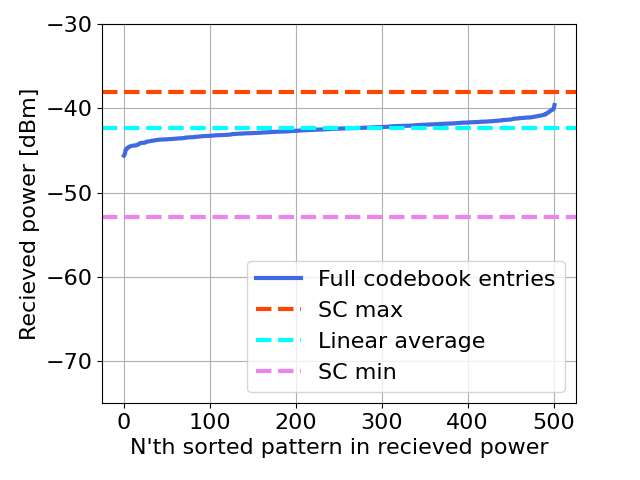 −30
−40
−50
−60
−70
Recieved power [dBm]
Full codebook entries
SC max
Linear average
SC min
0 100 200 300 400 500
N'th sorted pattern in recieved power